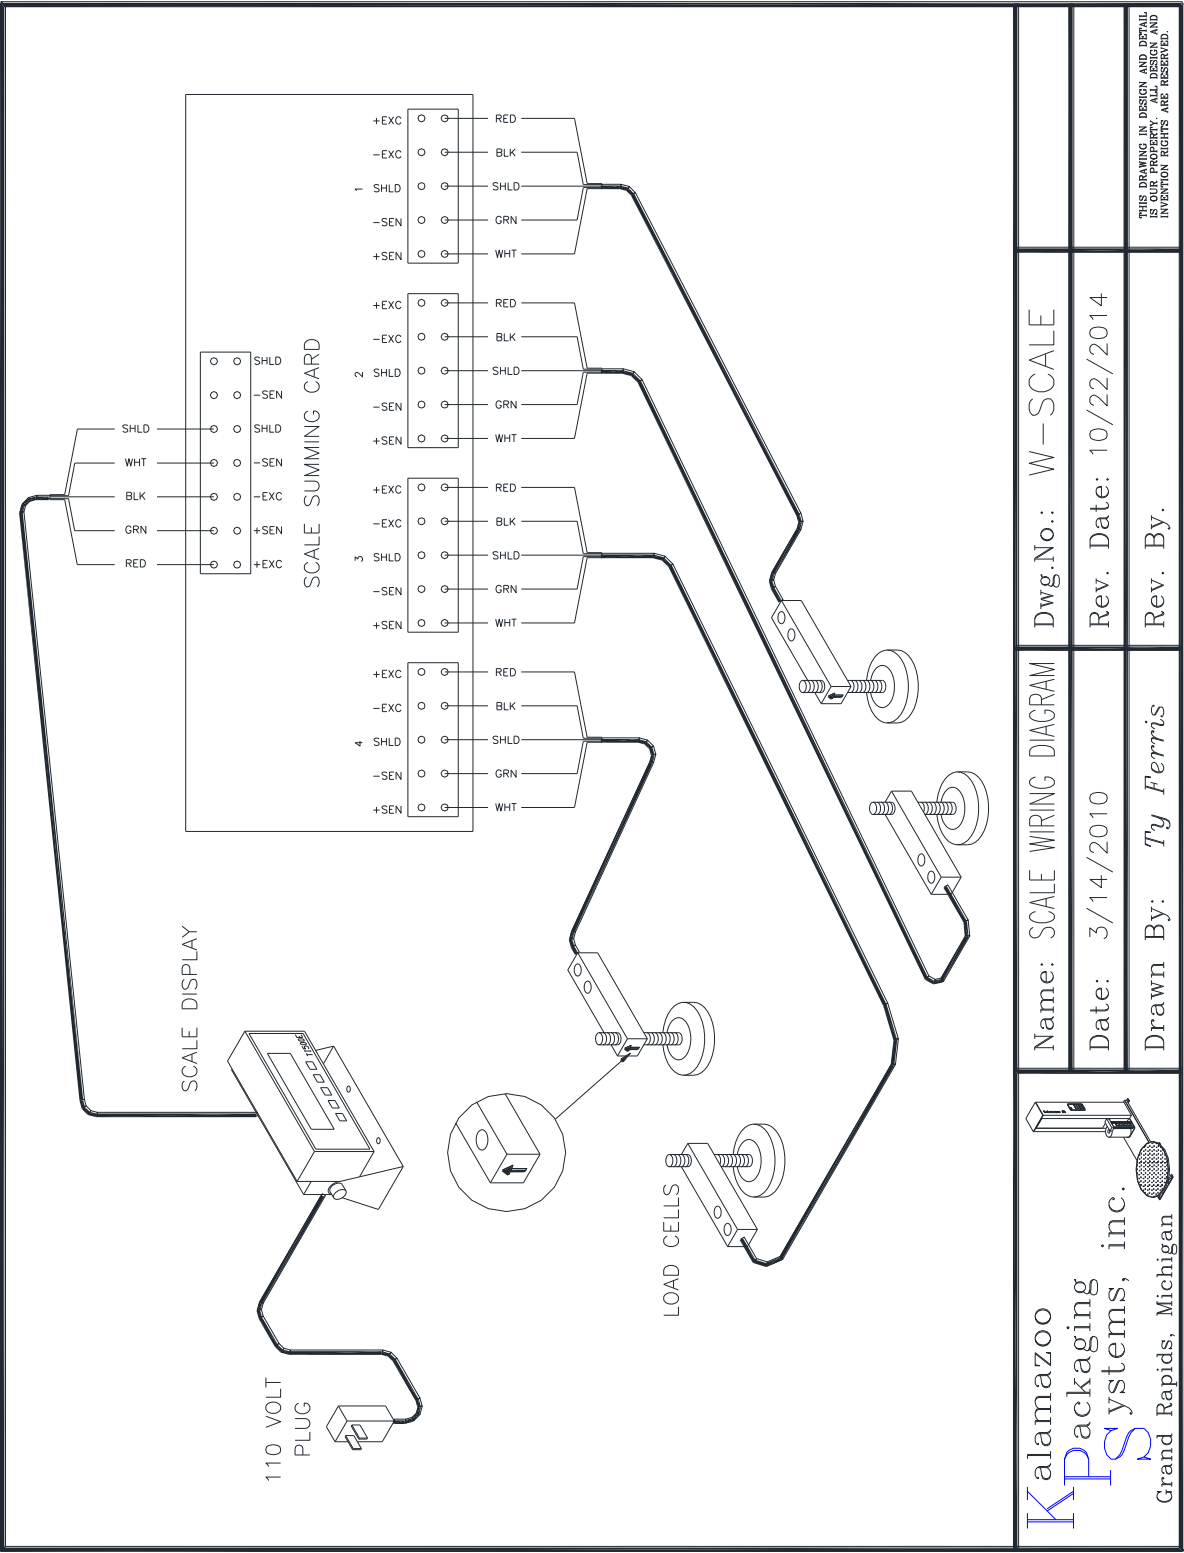 SCALE DISPLAY
110 VOLT
PLUG
T500E
LOAD CELLS
SCALE SUMMING CARD
SHLD
WHT
BLK
GRN
RED
SHLD
-SEN
SHLD
-SEN
-EXC
+SEN
+EXC
1
+EXC
-EXC
SHLD
-SEN
+SEN
RED
BLK
SHLD
GRN
WHT
2
+EXC
-EXC
SHLD
-SEN
+SEN
RED
BLK
SHLD
GRN
WHT
3
+EXC
-EXC
SHLD
-SEN
+SEN
RED
BLK
SHLD
GRN
WHT
4
+EXC
-EXC
SHLD
-SEN
+SEN
RED
BLK
SHLD
GRN
WHT
Kalamazoo
Packaging
Systems, inc.
Grand Rapids, Michigan
Name: SCALE WIRING DIAGRAM
Date: 3/14/2010
Drawn By: Ty Ferris
Dwg.No.: W-SCALE
Rev. Date: 10/22/2014
Rev. By.
THIS DRAWING IN DESIGN AND DETAIL
IS OUR PROPERTY. ALL DESIGN AND
INVENTION RIGHTS ARE RESERVED.